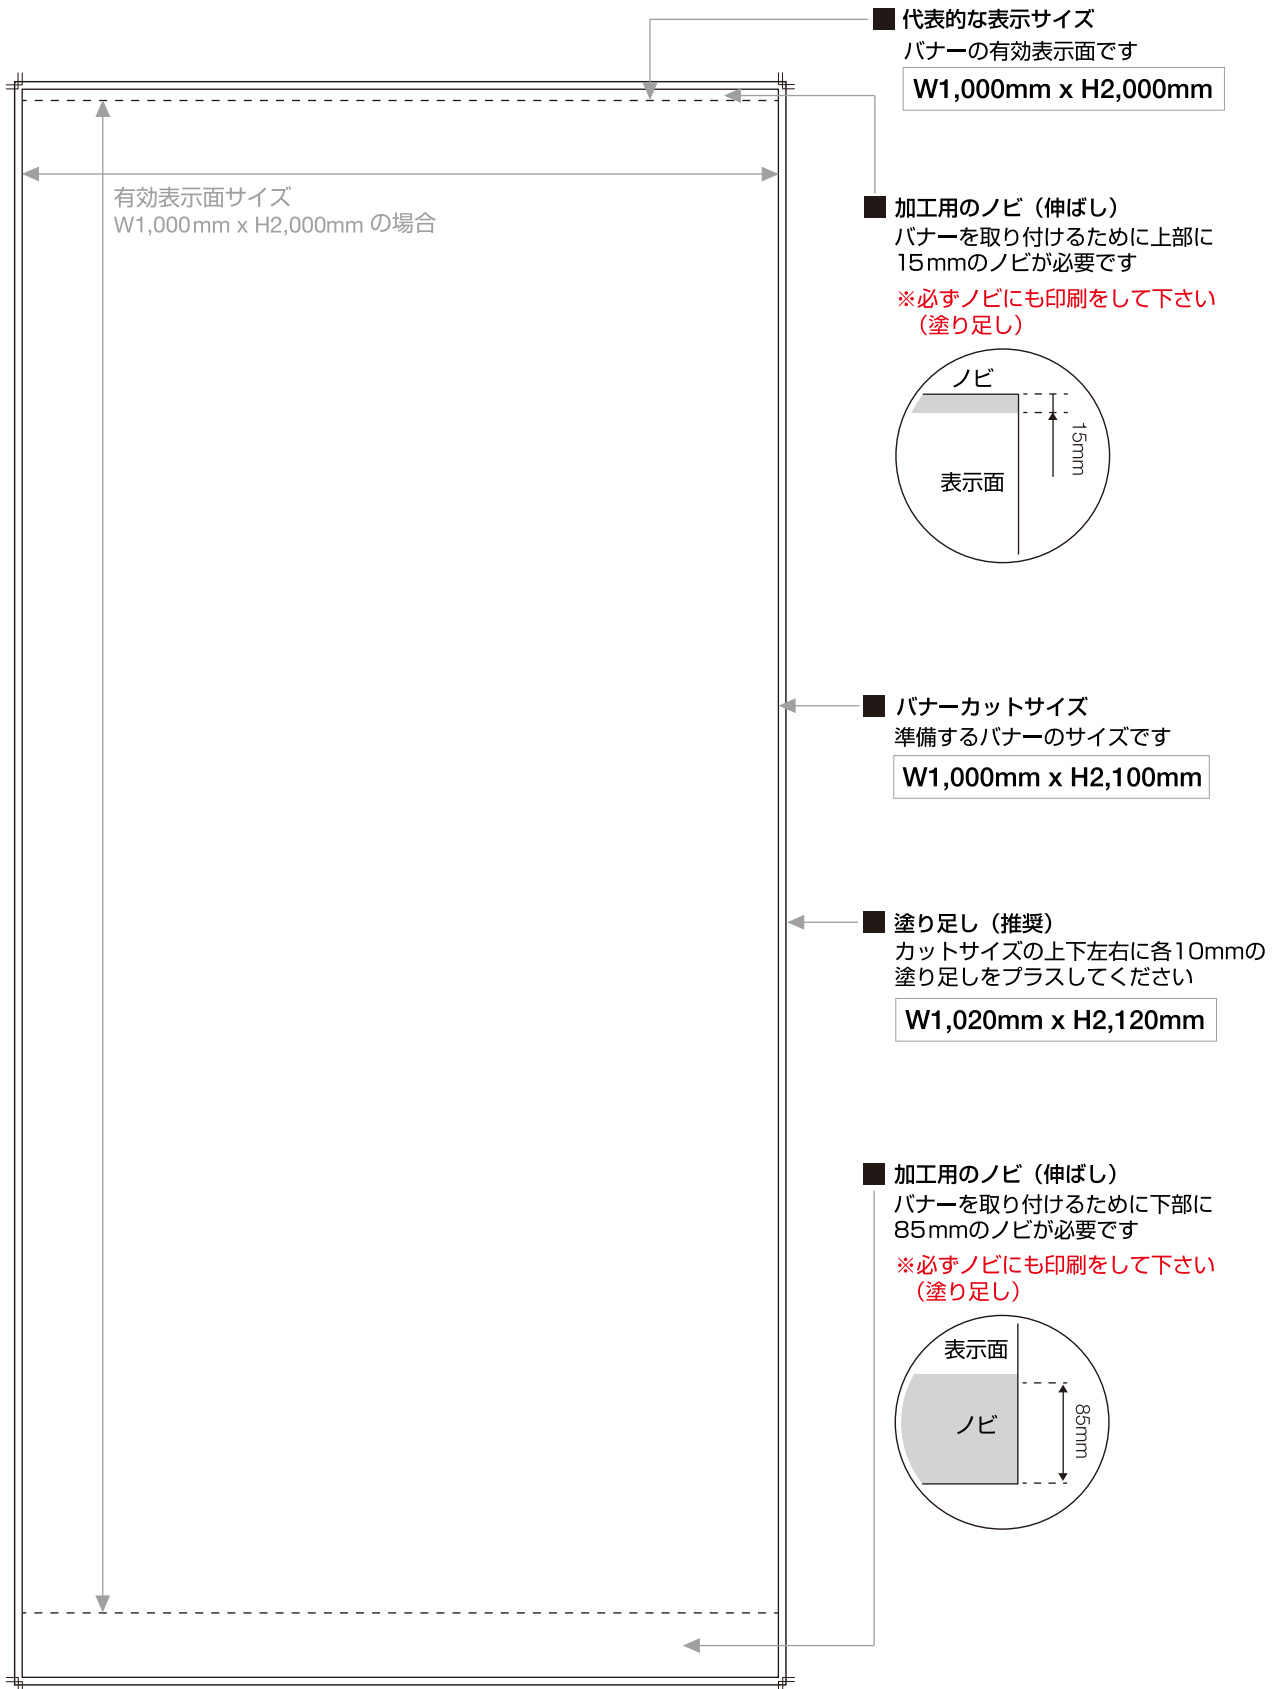 代表的な表示サイズ
バナーの有効表示面です
W1,000mm x H2,000mm
有効表示面サイズ
W1,000mm x H2,000mm の場合
加工用のノビ（伸ばし）
バナーを取り付けるために上部に
15mmのノビが必要です
※必ずノビにも印刷をして下さい
（塗り足し）
ノビ
15mm
表示面
バナーカットサイズ
準備するバナーのサイズです
W1,000mm x H2,100mm
塗り足し（推奨）
カットサイズの上下左右に各10mmの
塗り足しをプラスしてください
W1,020mm x H2,120mm
加工用のノビ（伸ばし）
バナーを取り付けるために下部に
85mmのノビが必要です
※必ずノビにも印刷をして下さい
（塗り足し）
表示面
ノビ
85mm